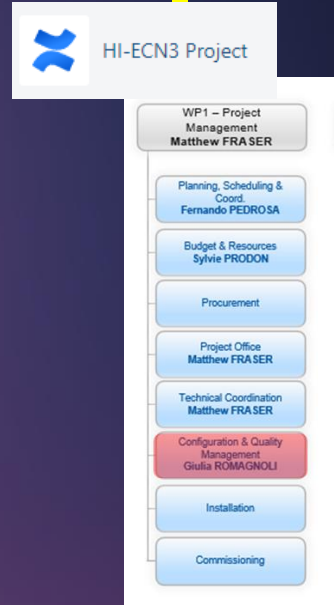 HI-ECN3 Project
WP1 – Project
Management
Matthew FRASER
Planning, Scheduling &
Coord.
Fernando PEDROSA
Budget & Resources
Sylvie PRODON
Procurement
Project Office
Matthew FRASER
Technical Coordination
Matthew FRASER
Configuration & Quality
Management
Giulia ROMAGNOLI
Installation
Commissioning